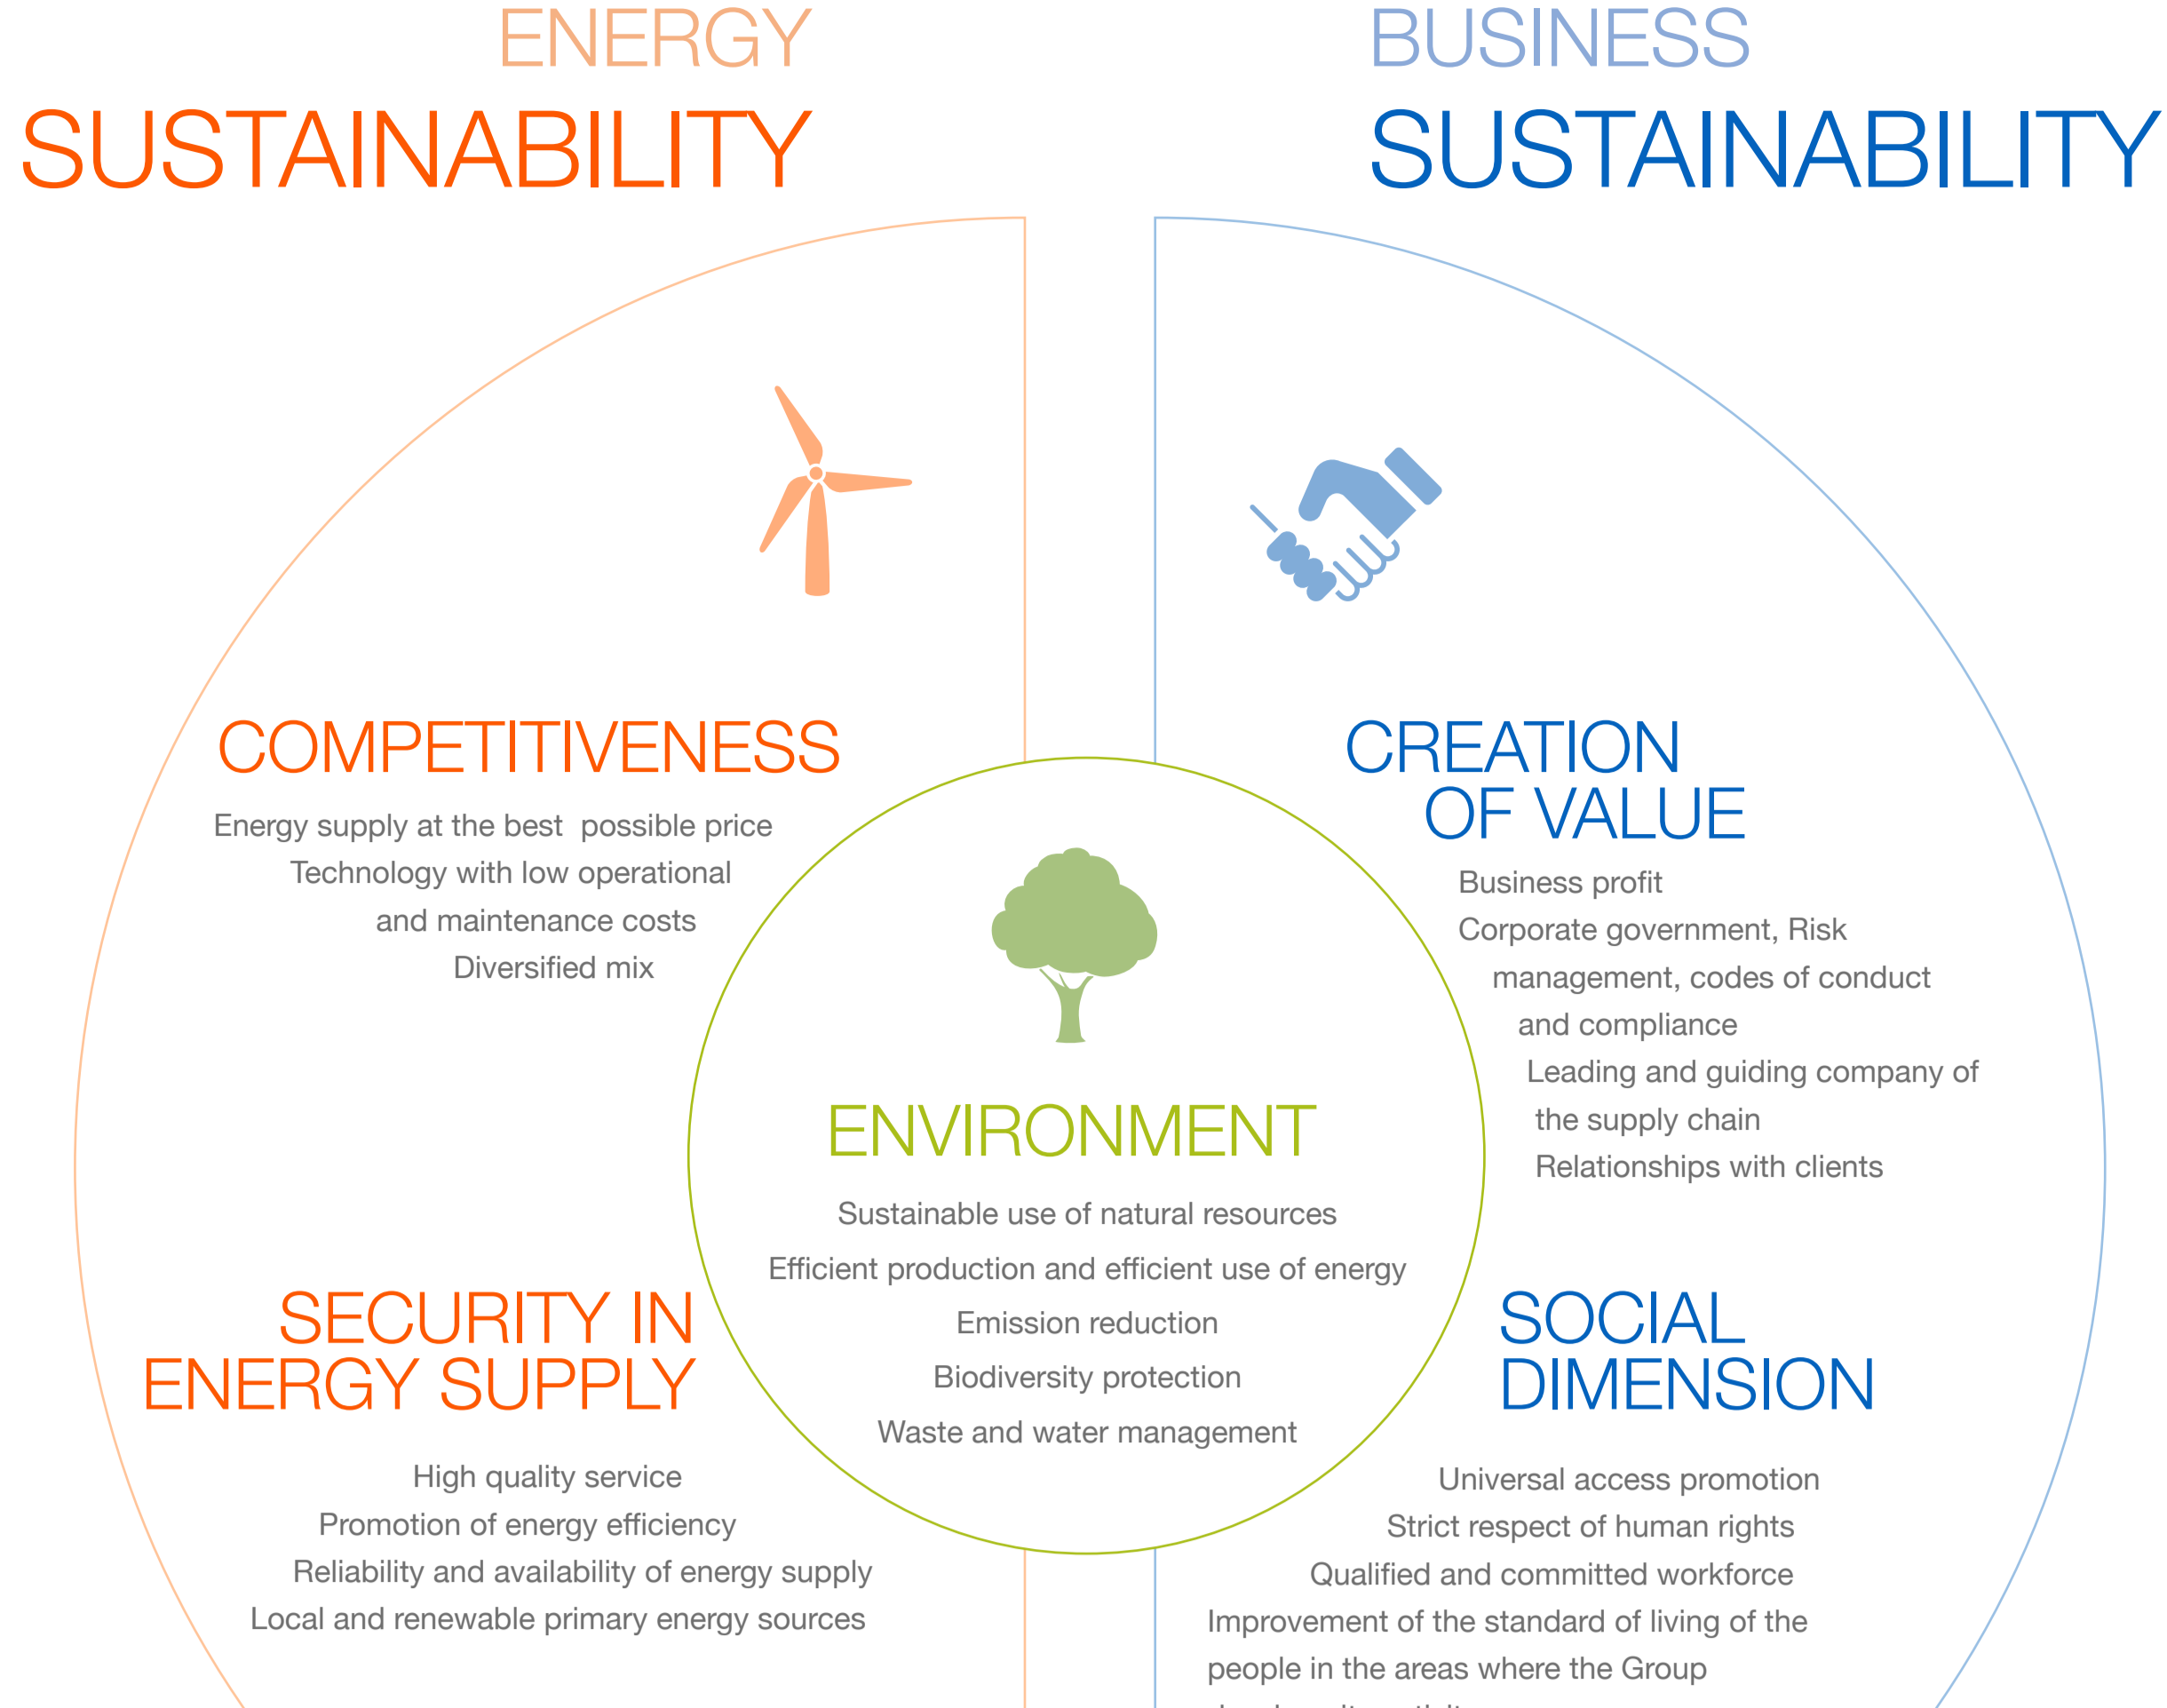 ENERGY
SUSTAINABILITY
COMPETITIVENESS
Energy supply at the best possible price
Technology with low operational
and maintenance costs
Diversified mix
SECURITY IN
ENERGY SUPPLY
High quality service
Promotion of energy efficiency
Reliability and availability of energy supply
Local and renewable primary energy sources
ENVIRONMENT
Sustainable use of natural resources
Efficient production and efficient use of energy
Emission reduction
Biodiversity protection
Waste and water management
BUSINESS
SUSTAINABILITY
CREATION
OF VALUE
Business profit
Corporate government, Risk
management, codes of conduct
and compliance
Leading and guiding company of
the supply chain
Relationships with clients
SOCIAL
DIMENSION
Universal access promotion
Strict respect of human rights
Qualified and committed workforce
Improvement of the standard of living of the
people in the areas where the Group